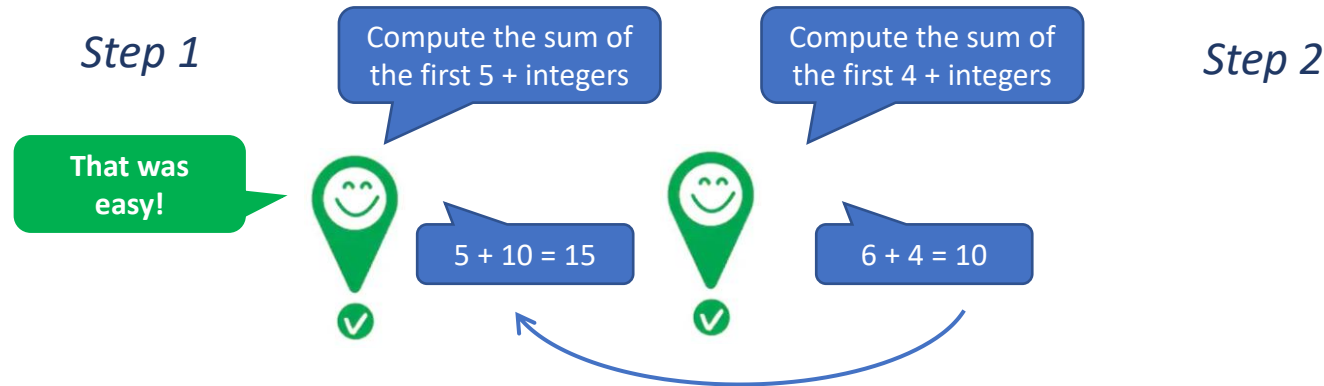 Step 1
Compute the sum of
the first 5 + integers
Compute the sum of
the first 4 + integers
Step 2
That was
easy!
5 + 10 = 15
6 + 4 = 10